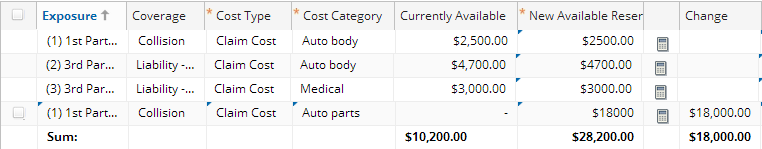 Exposure ↑ Coverage * Cost Type * Cost Category Currently Available * New Available Reser Change
(1) 1st Part... Collision Claim Cost Auto body $2,500.00 $2500.00
(2) 3rd Par... Liability -... Claim Cost Auto body $4,700.00 $4700.00
(3) 3rd Par... Liability -... Claim Cost Medical $3,000.00 $3000.00
(1) 1st Part... Collision Claim Cost Auto parts - $18000 $18,000.00
Sum: $10,200.00 $28,200.00 $18,000.00